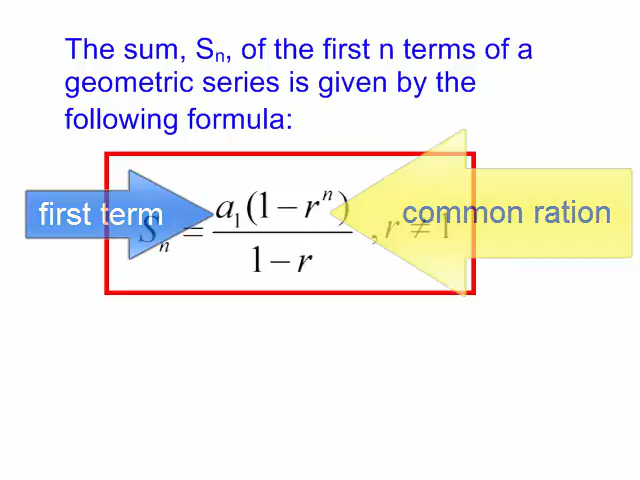 The sum, Sₙ, of the first n terms of a
geometric series is given by the
following formula:
first term
common ration
Sₙ = a₁(1 − rⁿ) / (1 − r) , r ≠ 1